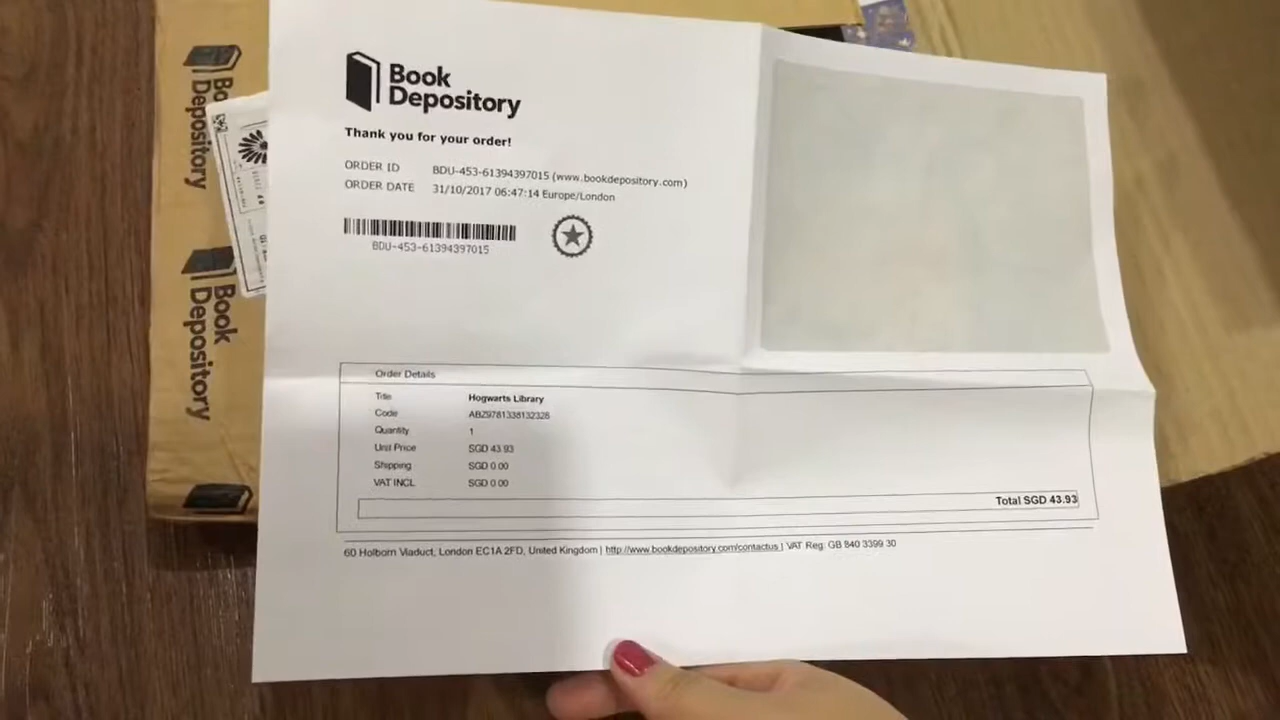 Book
Depository
Thank you for your order!
ORDER ID BDU-453-61394397015 (www.bookdepository.com)
ORDER DATE 31/10/2017 06:47:14 Europe/London
BDU-453-61394397015
Order Details
Title Hogwarts Library
Code ABZ9781338132328
Quantity 1
Unit Price SGD 43.93
Shipping SGD 0.00
VAT INCL SGD 0.00
Total SGD 43.93
60 Holborn Viaduct, London EC1A 2FD, United Kingdom | http://www.bookdepository.com/contactus | VAT Reg: GB 840 3399 30
Book
Depository
Book
Depository